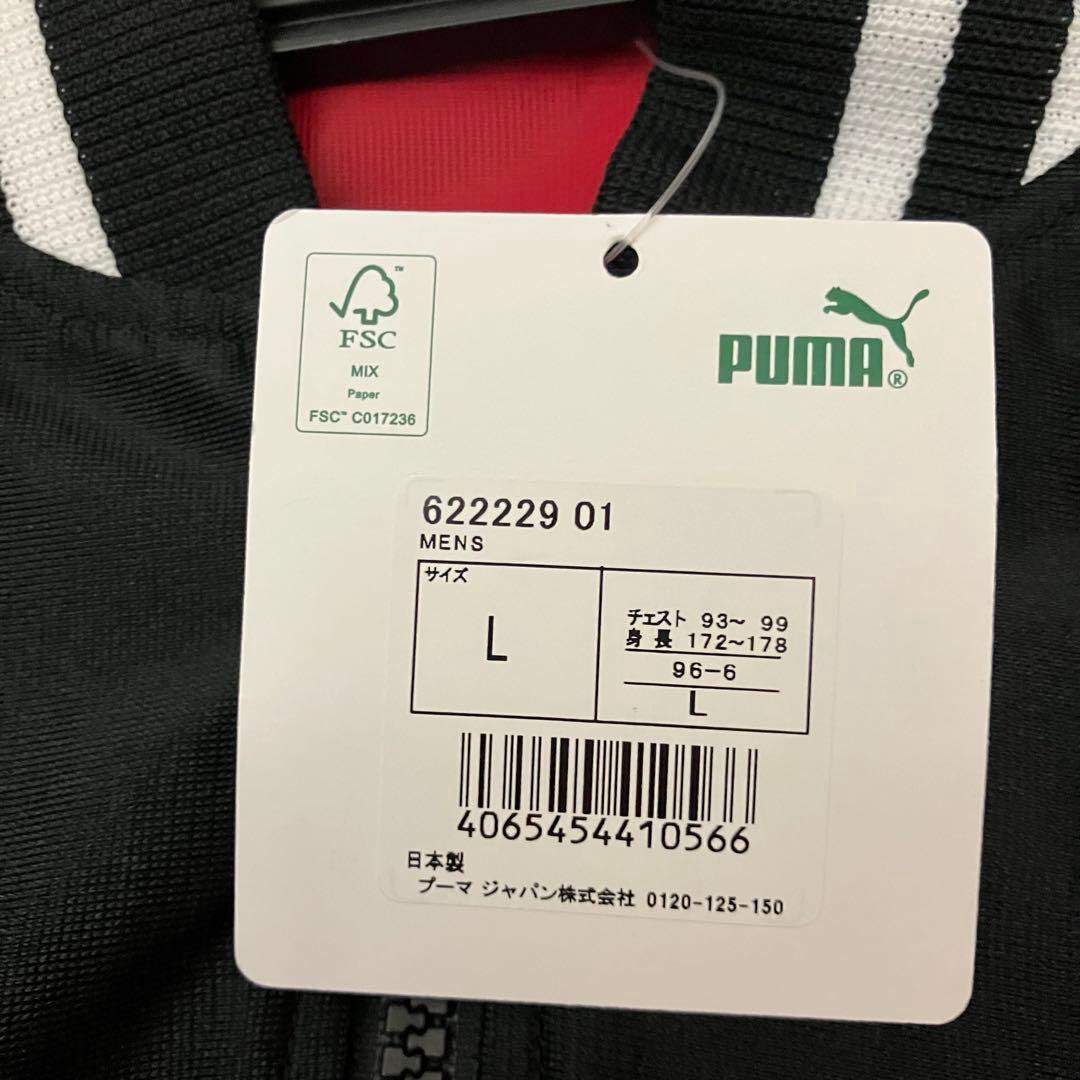 FSC™
MIX
Paper
FSC™ C017236
PUMA®
622229 01
MENS
サイズ
L
チェスト 93～ 99
身 長 172～178
96-6
L
4065454410566
日本製
プーマ ジャパン株式会社 0120-125-150